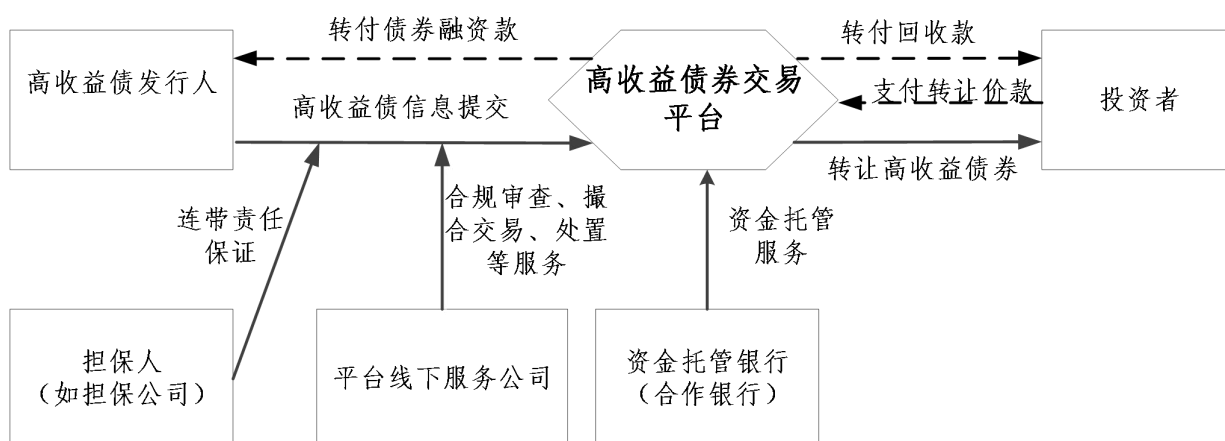 转付债券融资款
转付回收款
高收益债发行人
高收益债券交易
平台
支付转让价款
投资者
高收益债信息提交
转让高收益债券
连带责任
保证
合规审查、撮
合交易、处置
等服务
资金托管
服务
担保人
（如担保公司）
平台线下服务公司
资金托管银行
（合作银行）